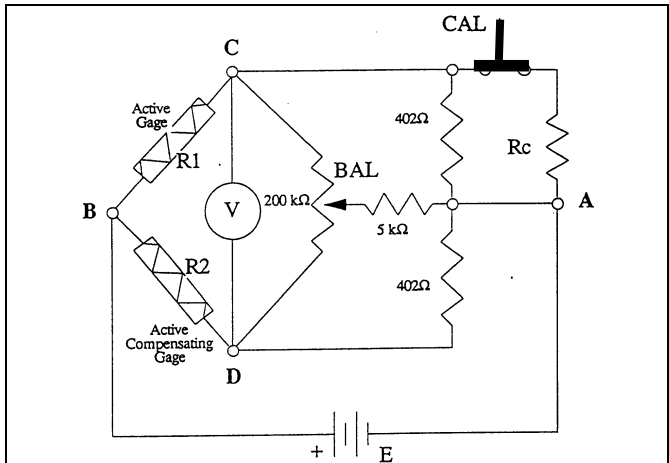 CAL
C
Active
Gage
402Ω
R1
Rc
BAL
B
V
200 kΩ
A
5 kΩ
R2
402Ω
Active
Compensating
Gage
D
+
E